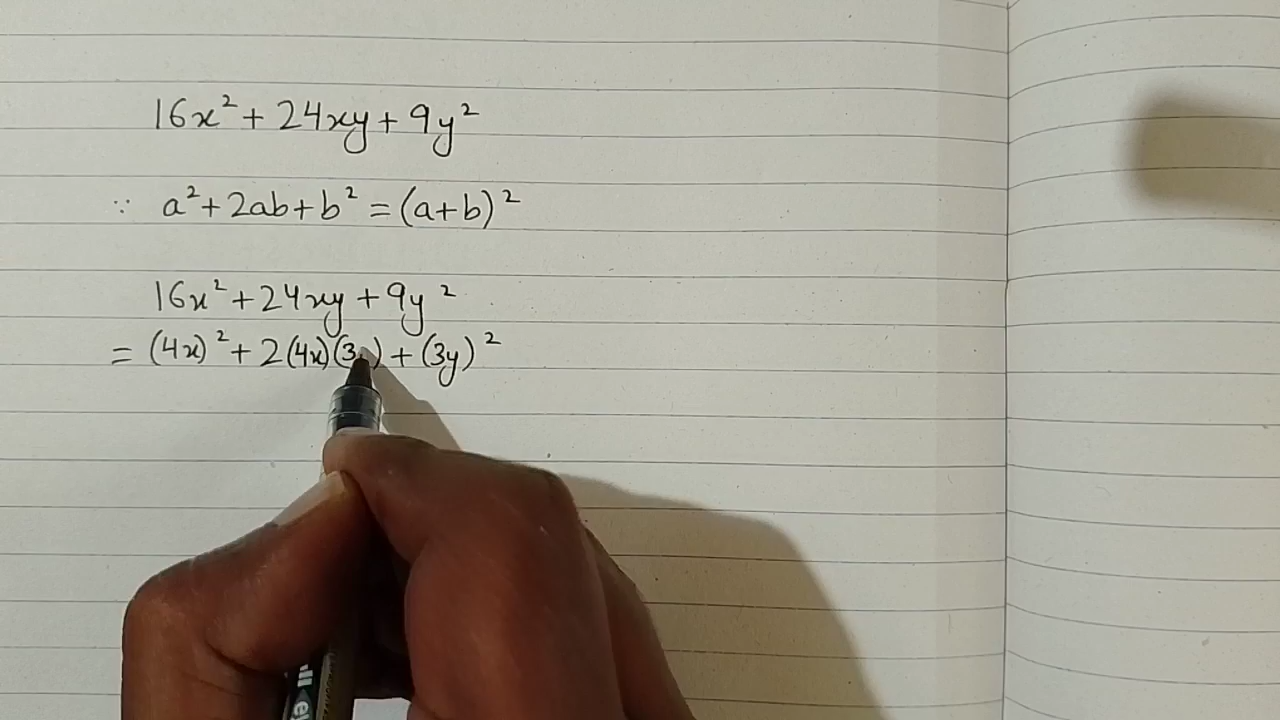 16x² + 24xy + 9y²
∵ a² + 2ab + b² = (a+b)²
16x² + 24xy + 9y²
= (4x)² + 2(4x)(3 ) + (3y)²